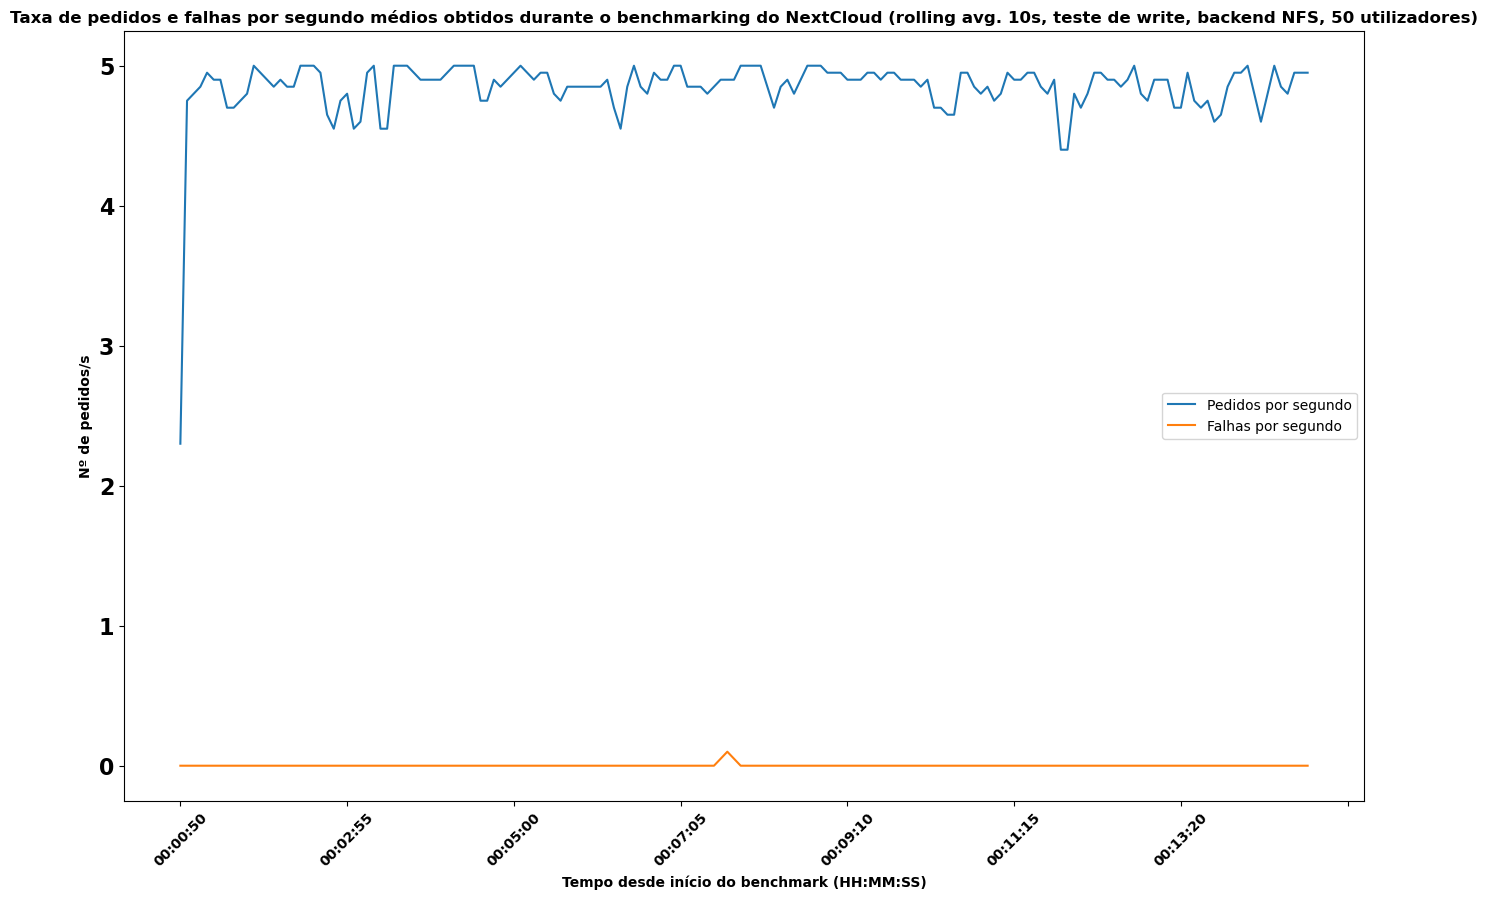 Taxa de pedidos e falhas por segundo médios obtidos durante o benchmarking do NextCloud (rolling avg. 10s, teste de write, backend NFS, 50 utilizadores)
5
4
3
2
1
0
Nº de pedidos/s
Pedidos por segundo
Falhas por segundo
00:00:50
00:02:55
00:05:00
00:07:05
00:09:10
00:11:15
00:13:20
Tempo desde início do benchmark (HH:MM:SS)